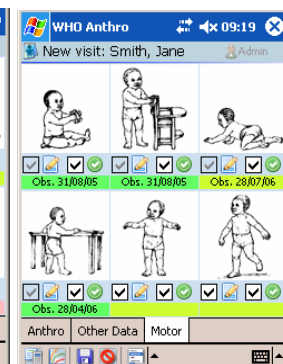 WHO Anthro 09:19
New visit: Smith, Jane Admin
Obs. 31/08/05 Obs. 31/08/05 Obs. 28/07/06
Obs. 28/04/06
Anthro Other Data Motor